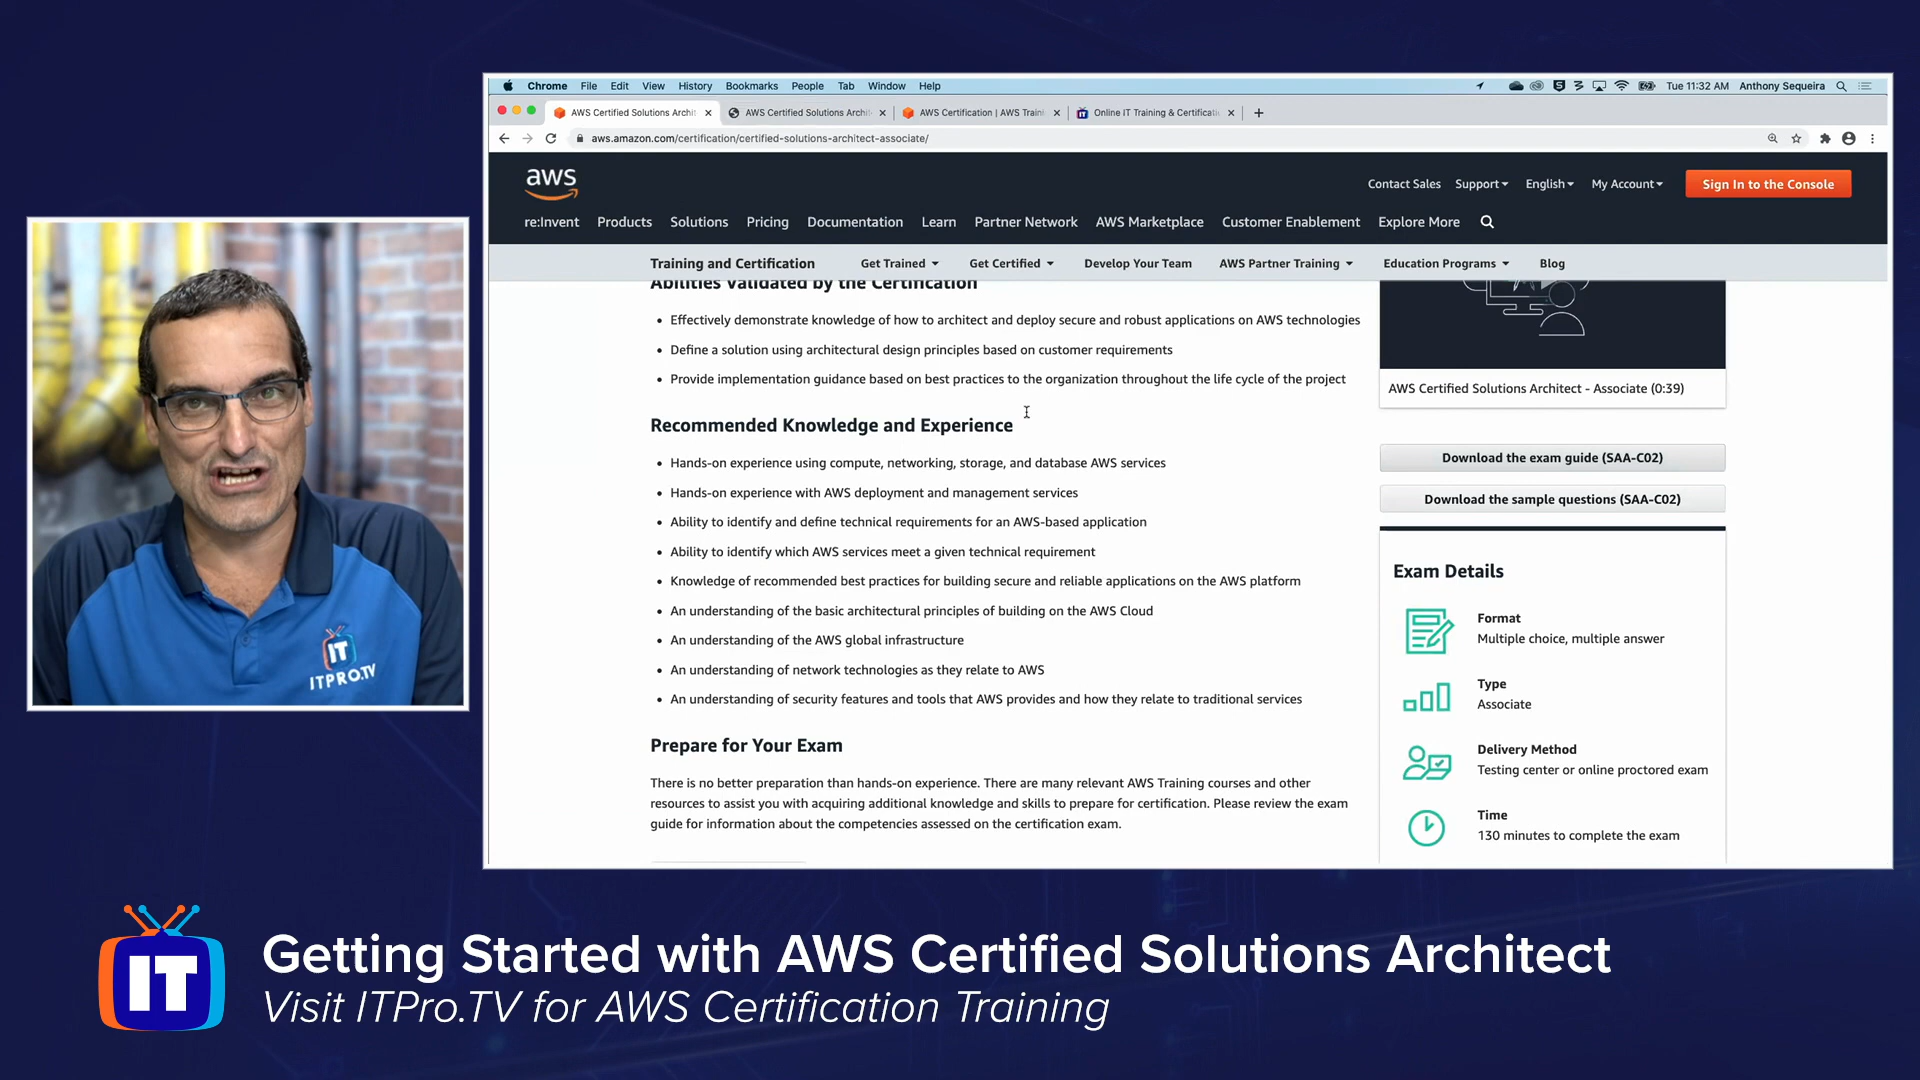 Chrome File Edit View History Bookmarks People Tab Window Help
Tue 11:32 AM Anthony Sequeira
AWS Certified Solutions Archit
AWS Certified Solutions Archit
AWS Certification | AWS Traini
Online IT Training & Certificati
aws.amazon.com/certification/certified-solutions-architect-associate/
aws
Contact Sales Support English My Account Sign In to the Console
re:Invent Products Solutions Pricing Documentation Learn Partner Network AWS Marketplace Customer Enablement Explore More
Training and Certification Get Trained Get Certified Develop Your Team AWS Partner Training Education Programs Blog
Abilities Validated by the Certification
• Effectively demonstrate knowledge of how to architect and deploy secure and robust applications on AWS technologies
• Define a solution using architectural design principles based on customer requirements
• Provide implementation guidance based on best practices to the organization throughout the life cycle of the project
Recommended Knowledge and Experience
• Hands-on experience using compute, networking, storage, and database AWS services
• Hands-on experience with AWS deployment and management services
• Ability to identify and define technical requirements for an AWS-based application
• Ability to identify which AWS services meet a given technical requirement
• Knowledge of recommended best practices for building secure and reliable applications on the AWS platform
• An understanding of the basic architectural principles of building on the AWS Cloud
• An understanding of the AWS global infrastructure
• An understanding of network technologies as they relate to AWS
• An understanding of security features and tools that AWS provides and how they relate to traditional services
Prepare for Your Exam
There is no better preparation than hands-on experience. There are many relevant AWS Training courses and other
resources to assist you with acquiring additional knowledge and skills to prepare for certification. Please review the exam
guide for information about the competencies assessed on the certification exam.
AWS Certified Solutions Architect - Associate (0:39)
Download the exam guide (SAA-C02)
Download the sample questions (SAA-C02)
Exam Details
Format
Multiple choice, multiple answer
Type
Associate
Delivery Method
Testing center or online proctored exam
Time
130 minutes to complete the exam
IT
ITPRO.TV
IT
Getting Started with AWS Certified Solutions Architect
Visit ITPro.TV for AWS Certification Training